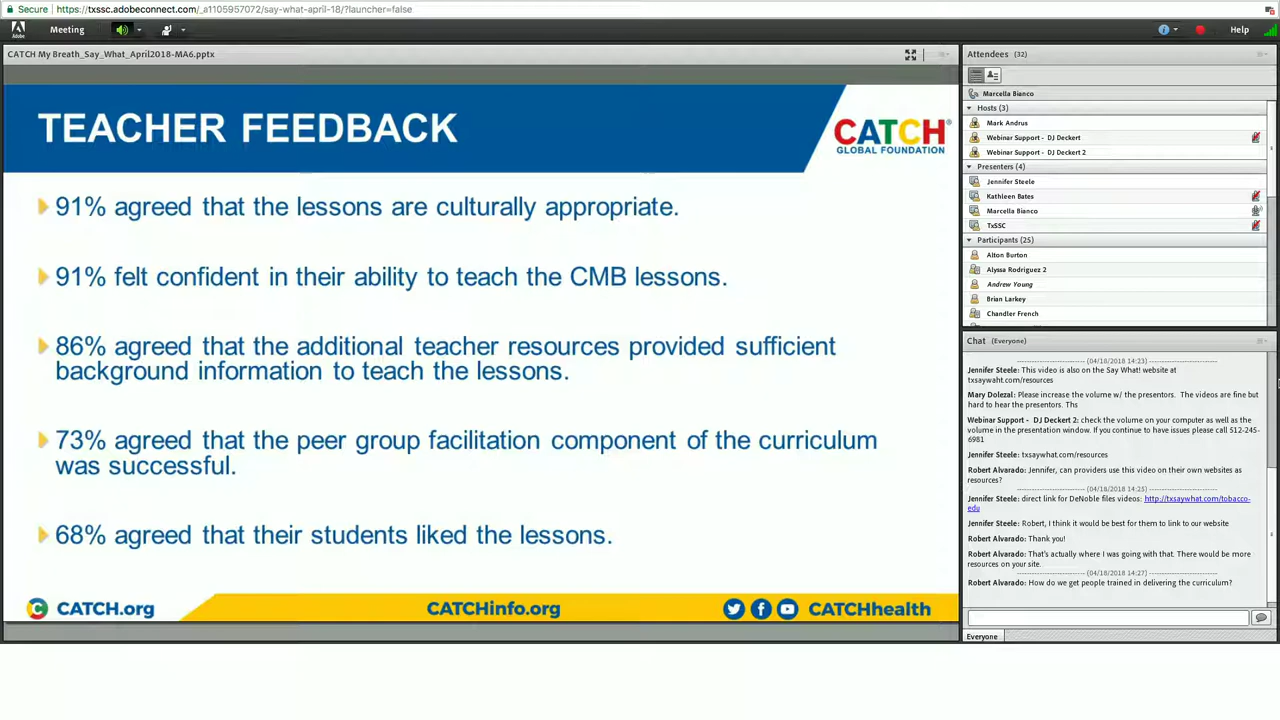 Secure https://txssc.adobeconnect.com/_a1105957072/say-what-april-18/?launcher=false
Adobe
Meeting
Help
CATCH My Breath_Say_What_April2018-MA6.pptx
TEACHER FEEDBACK
CATCH®
GLOBAL FOUNDATION
91% agreed that the lessons are culturally appropriate.
91% felt confident in their ability to teach the CMB lessons.
86% agreed that the additional teacher resources provided sufficient
background information to teach the lessons.
73% agreed that the peer group facilitation component of the curriculum
was successful.
68% agreed that their students liked the lessons.
C CATCH.org
CATCHinfo.org
CATCHhealth
Attendees (32)
Marcella Bianco
Hosts (3)
Mark Andrus
Webinar Support - DJ Deckert
Webinar Support - DJ Deckert 2
Presenters (4)
Jennifer Steele
Kathleen Bates
Marcella Bianco
TxSSC
Participants (25)
Alton Burton
Alyssa Rodriguez 2
Andrew Young
Brian Larkey
Chandler French
Chat (Everyone)
(04/18/2018 14:23)
Jennifer Steele: This video is also on the Say What! website at
txsaywaht.com/resources
Mary Dolezal: Please increase the volume w/ the presentors. The videos are fine but
hard to hear the presentors. Ths
Webinar Support - DJ Deckert 2: check the volume on your computer as well as the
volume in the presentation window. If you continue to have issues please call 512-245-
6981
Jennifer Steele: txsaywhat.com/resources
Robert Alvarado: Jennifer, can providers use this video on their own websites as
resources?
(04/18/2018 14:25)
Jennifer Steele: direct link for DeNoble files videos: http://txsaywhat.com/tobacco-
edu
Jennifer Steele: Robert, I think it would be best for them to link to our website
Robert Alvarado: Thank you!
Robert Alvarado: That's actually where I was going with that. There would be more
resources on your site.
(04/18/2018 14:27)
Robert Alvarado: How do we get people trained in delivering the curriculum?
Everyone